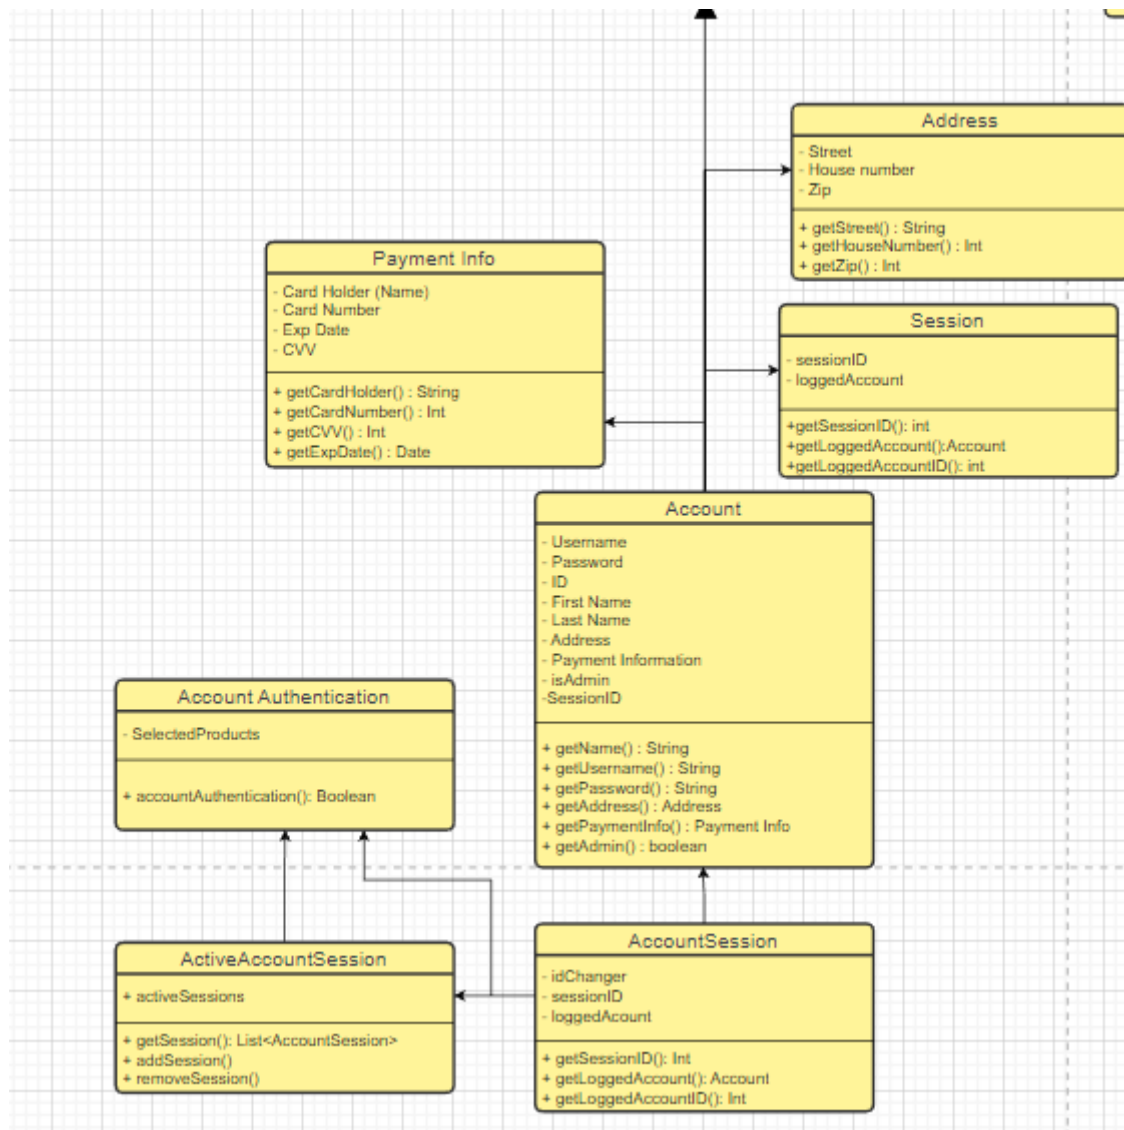 Address
- Street
- House number
- Zip
+ getStreet() : String
+ getHouseNumber() : Int
+ getZip() : Int
Payment Info
- Card Holder (Name)
- Card Number
- Exp Date
- CVV
+ getCardHolder() : String
+ getCardNumber() : Int
+ getCVV() : Int
+ getExpDate() : Date
Session
- sessionID
- loggedAccount
+getSessionID(): int
+getLoggedAccount():Account
+getLoggedAccountID(): int
Account
- Username
- Password
- ID
- First Name
- Last Name
- Address
- Payment Information
- isAdmin
-SessionID
+ getName() : String
+ getUsername() : String
+ getPassword() : String
+ getAddress() : Address
+ getPaymentInfo() : Payment Info
+ getAdmin() : boolean
Account Authentication
- SelectedProducts
+ accountAuthentication(): Boolean
ActiveAccountSession
+ activeSessions
+ getSession(): List<AccountSession>
+ addSession()
+ removeSession()
AccountSession
- idChanger
- sessionID
- loggedAcount
+ getSessionID(): Int
+ getLoggedAccount(): Account
+ getLoggedAccountID(): Int